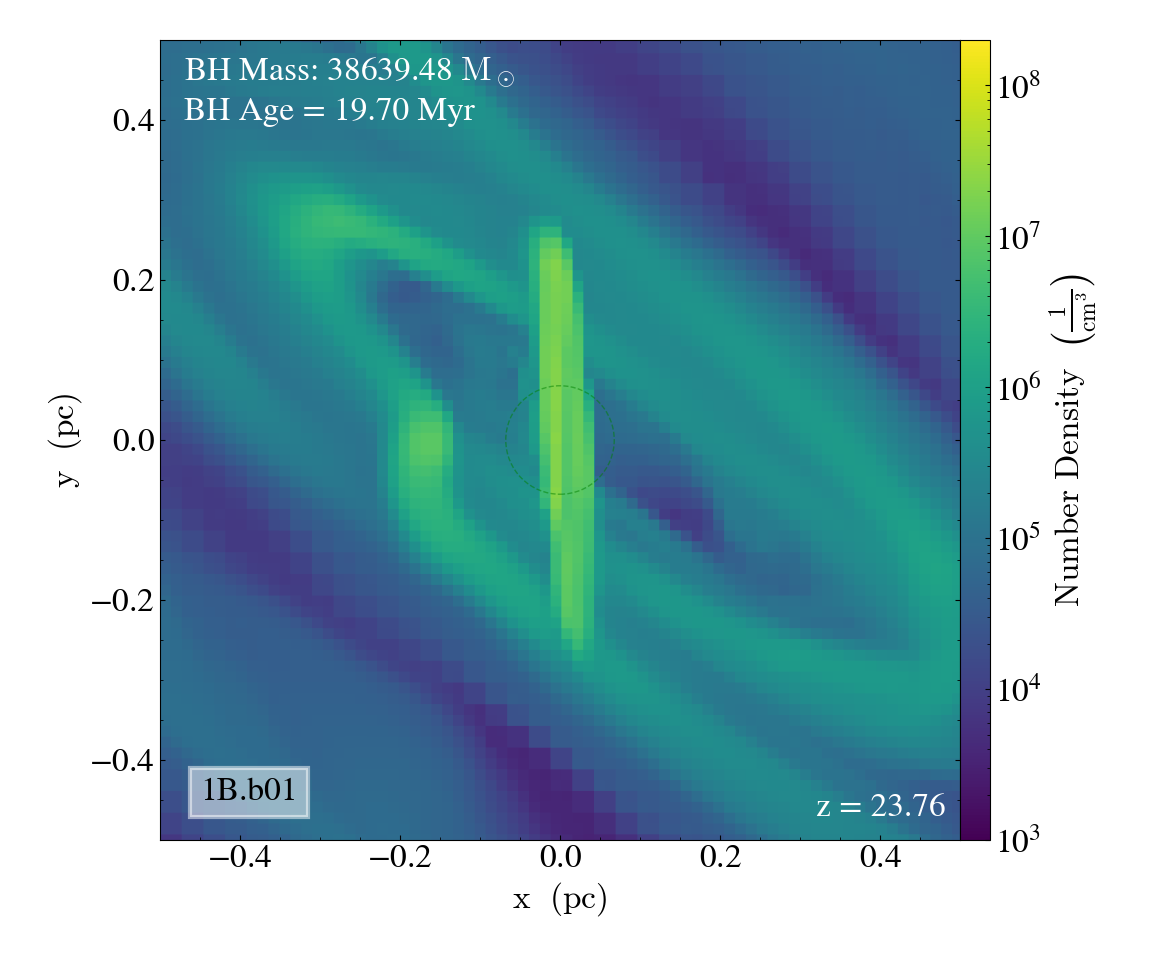 BH Mass: 38639.48 M☉
BH Age = 19.70 Myr
0.4
0.2
0.0
−0.2
−0.4
y (pc)
1B.b01
z = 23.76
−0.4 −0.2 0.0 0.2 0.4
x (pc)
10⁸
10⁷
10⁶
10⁵
10⁴
10³
Number Density (1/cm³)